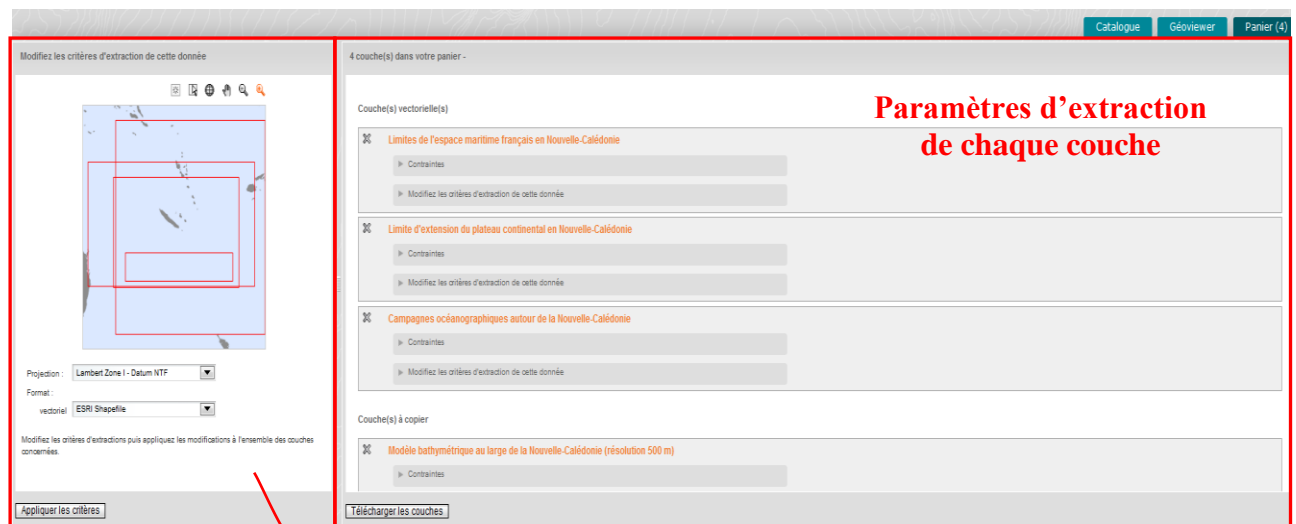 Catalogue Géoviewer Panier (4)
Modifiez les critères d'extraction de cette donnée
Projection : Lambert Zone I - Datum NTF
Format :
vectoriel ESRI Shapefile
Modifiez les critères d'extractions puis appliquez les modifications à l'ensemble des couches
concernées.
Appliquer les critères
4 couche(s) dans votre panier -
Paramètres d'extraction
de chaque couche
Couche(s) vectorielle(s)
Limites de l'espace maritime français en Nouvelle-Calédonie
Contraintes
Modifiez les critères d'extraction de cette donnée
Limite d'extension du plateau continental en Nouvelle-Calédonie
Contraintes
Modifiez les critères d'extraction de cette donnée
Campagnes océanographiques autour de la Nouvelle-Calédonie
Contraintes
Modifiez les critères d'extraction de cette donnée
Couche(s) à copier
Modèle bathymétrique au large de la Nouvelle-Calédonie (résolution 500 m)
Contraintes
Télécharger les couches